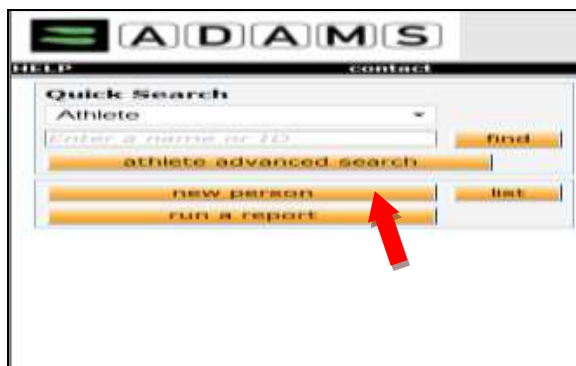 ADAMS
HELP contact
Quick Search
Athlete
Enter a name or ID find
athlete advanced search
new person list
run a report